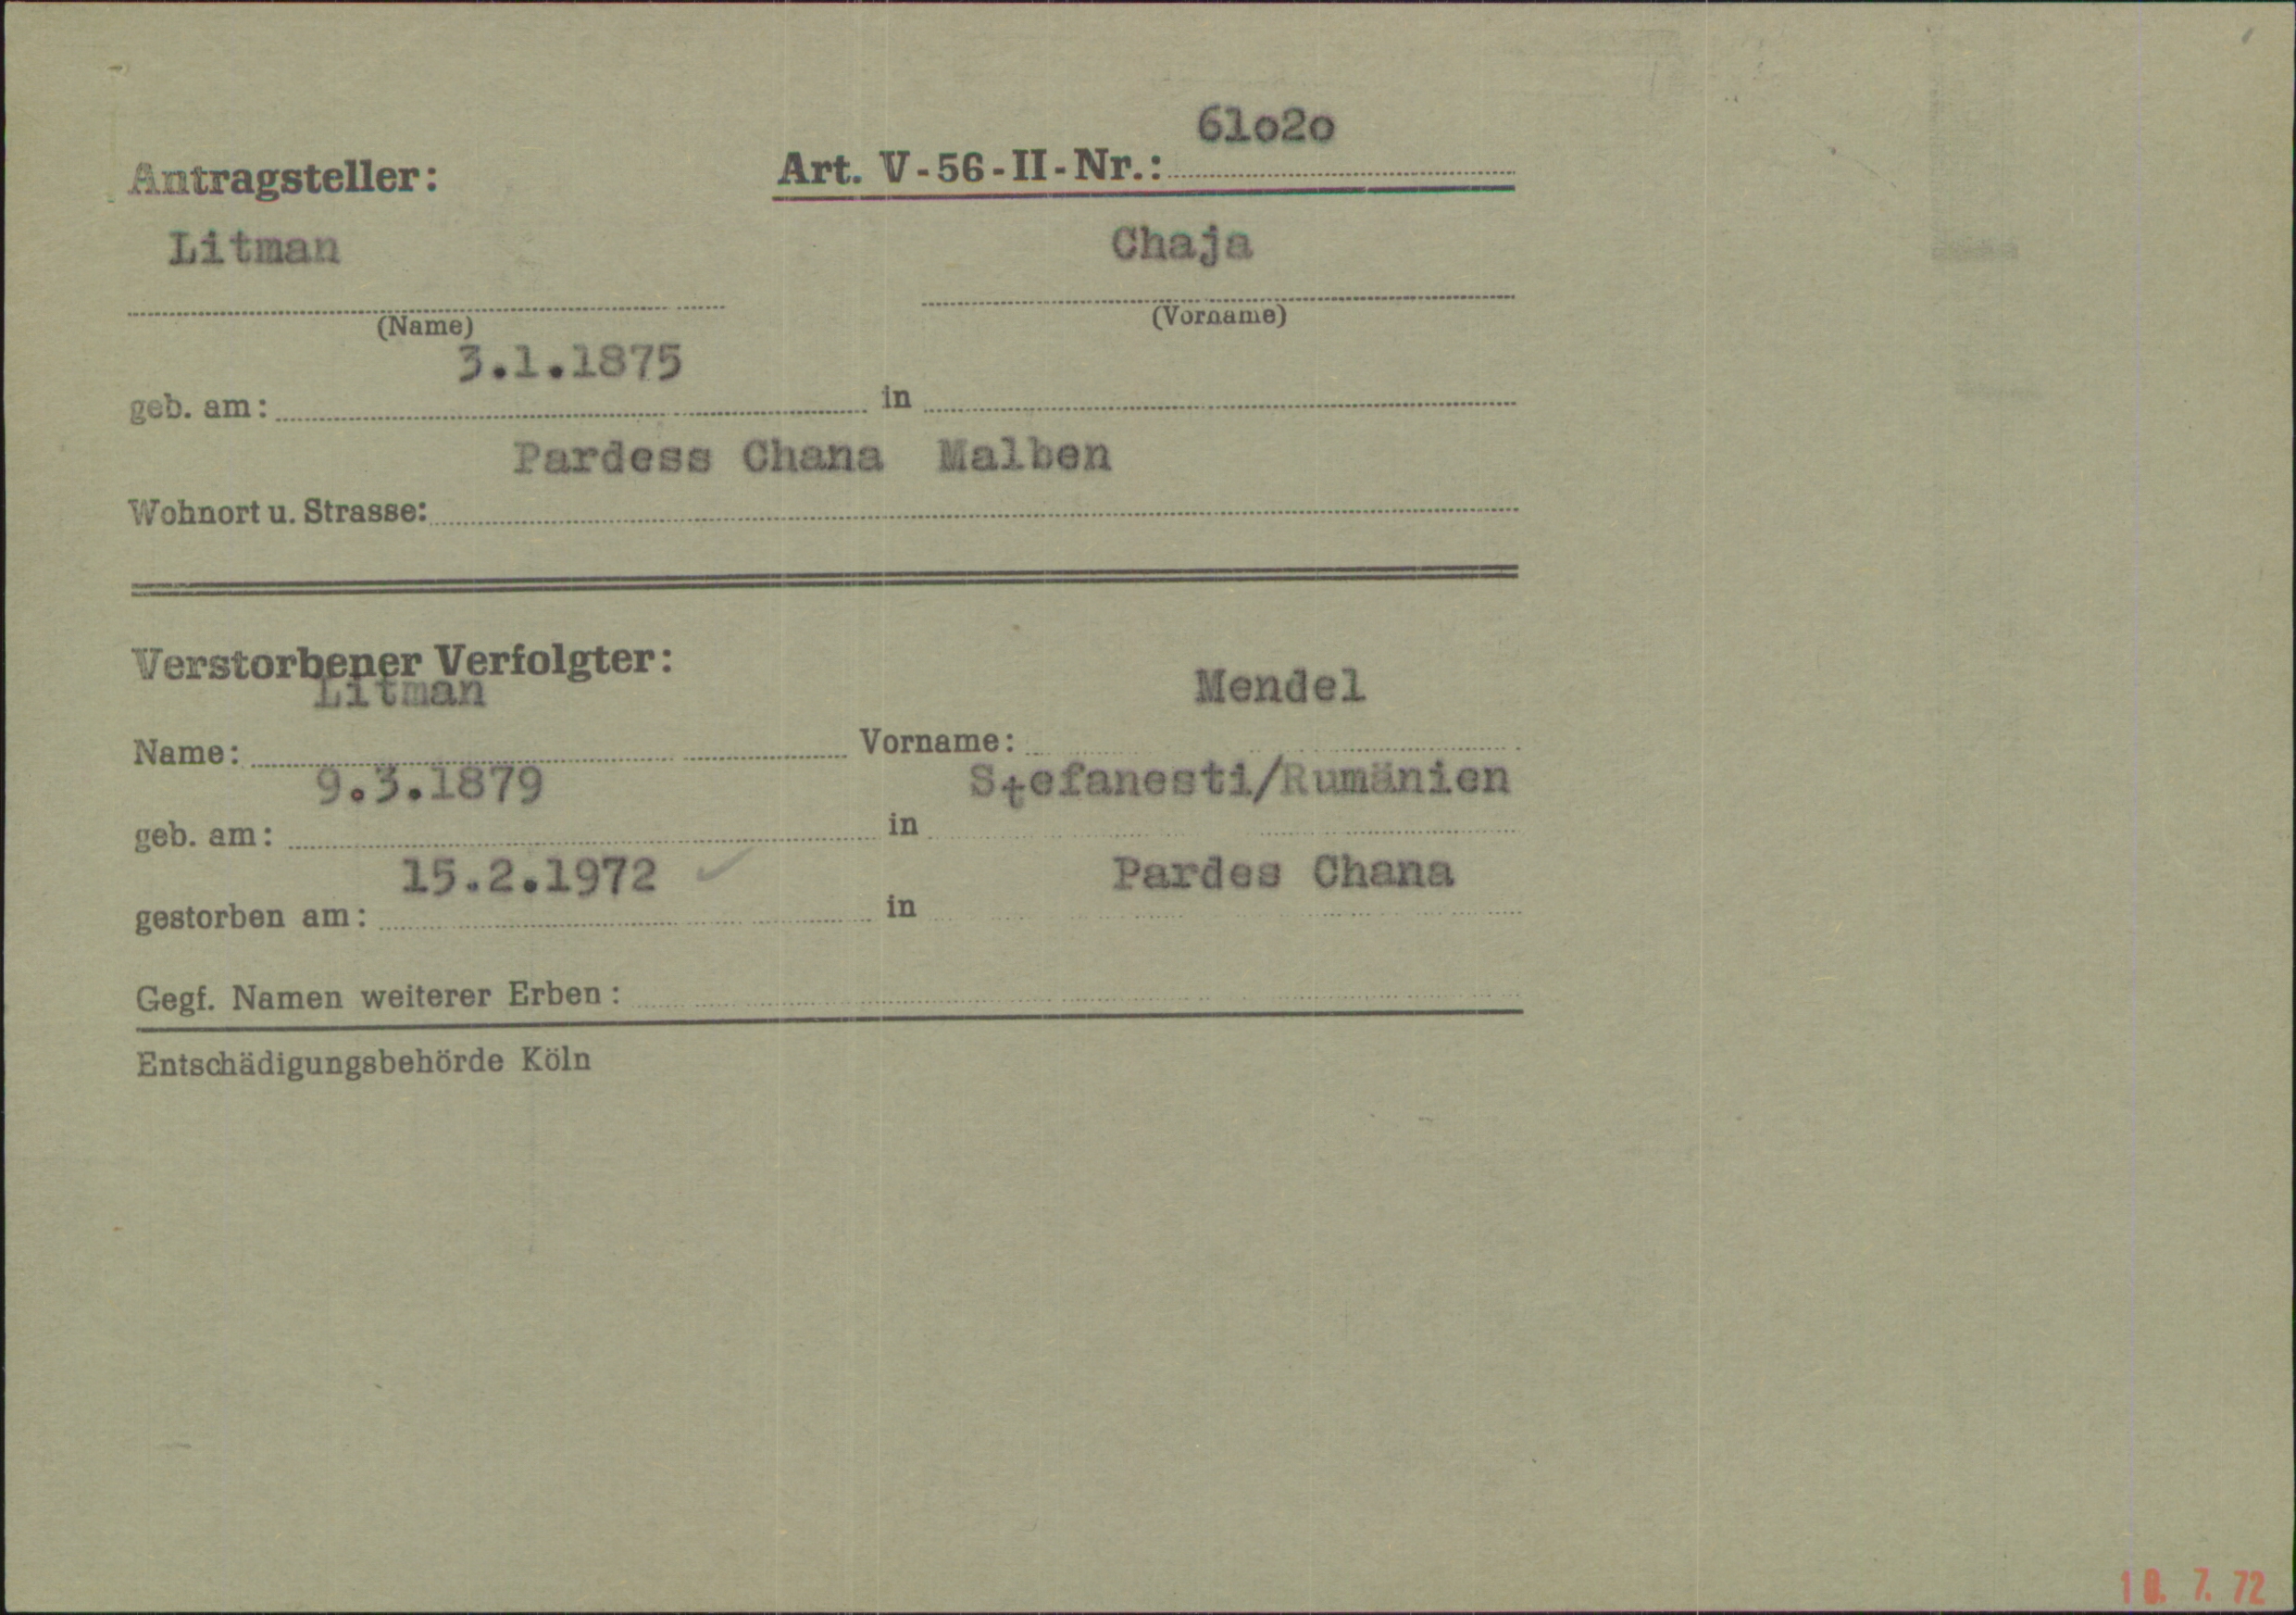 61o2o
Antragsteller: Art. V-56-II-Nr.:
Litman Chaja
(Name) (Vorname)
3.1.1875
geb. am: in
Pardess Chana Malben
Wohnort u. Strasse:
Verstorbener Verfolgter:
Litman Mendel
Name: Vorname:
9.3.1879 Stefanesti/Rumänien
geb. am: in
15.2.1972 Pardes Chana
gestorben am: in
Gegf. Namen weiterer Erben:
Entschädigungsbehörde Köln
7. 72